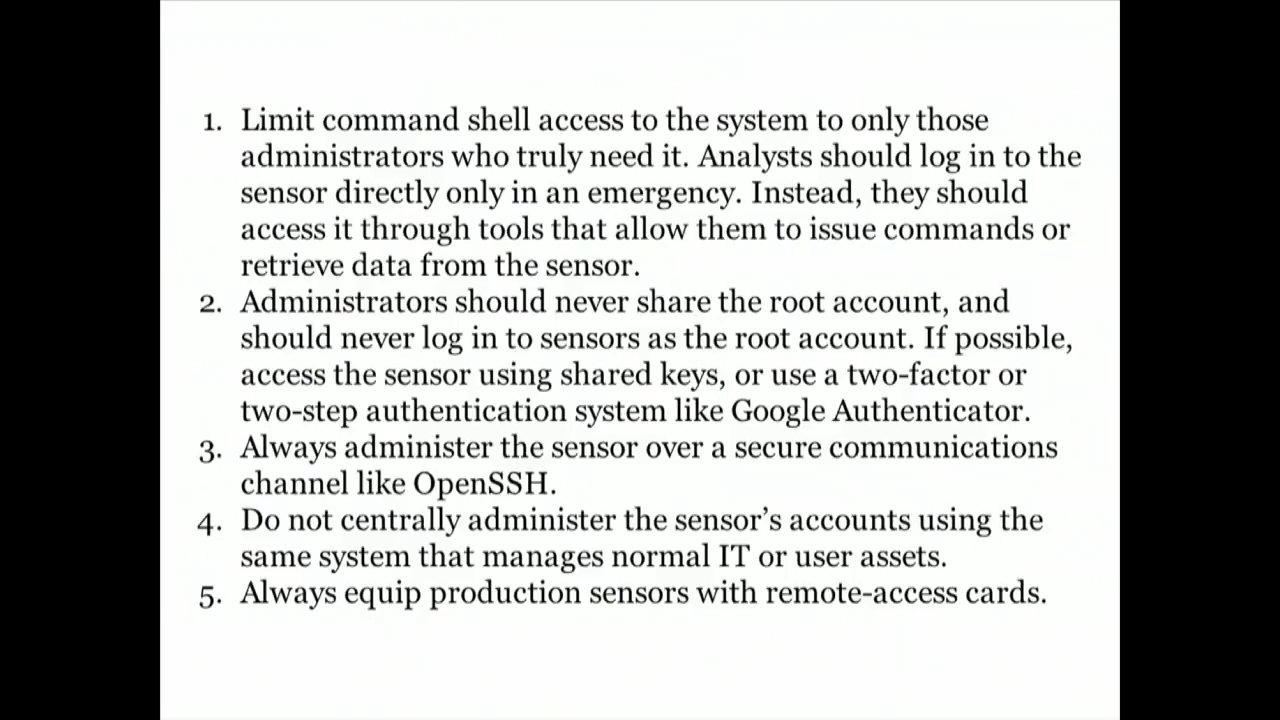 1. Limit command shell access to the system to only those
administrators who truly need it. Analysts should log in to the
sensor directly only in an emergency. Instead, they should
access it through tools that allow them to issue commands or
retrieve data from the sensor.
2. Administrators should never share the root account, and
should never log in to sensors as the root account. If possible,
access the sensor using shared keys, or use a two-factor or
two-step authentication system like Google Authenticator.
3. Always administer the sensor over a secure communications
channel like OpenSSH.
4. Do not centrally administer the sensor’s accounts using the
same system that manages normal IT or user assets.
5. Always equip production sensors with remote-access cards.